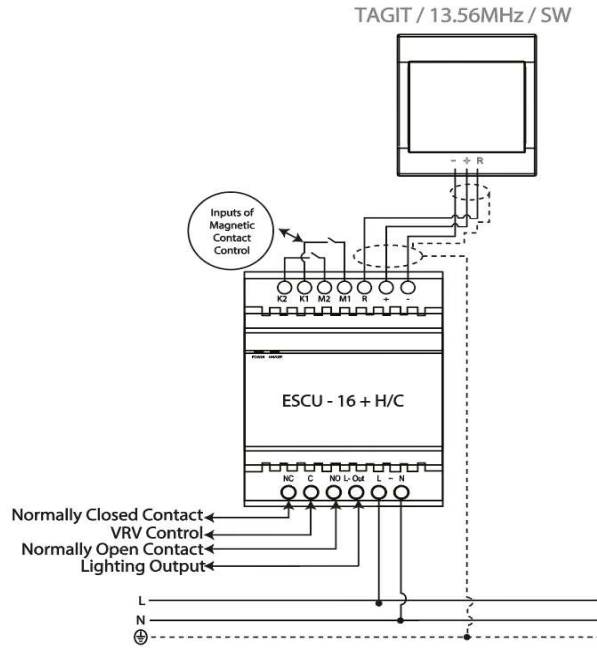 TAGIT / 13.56MHz / SW
- + R
Inputs of
Magnetic
Contact
Control
K2 K1 M2 M1 R + -
ESCU - 16 + H/C
NC C NO L- Out L ~ N
Normally Closed Contact
VRV Control
Normally Open Contact
Lighting Output
L
N